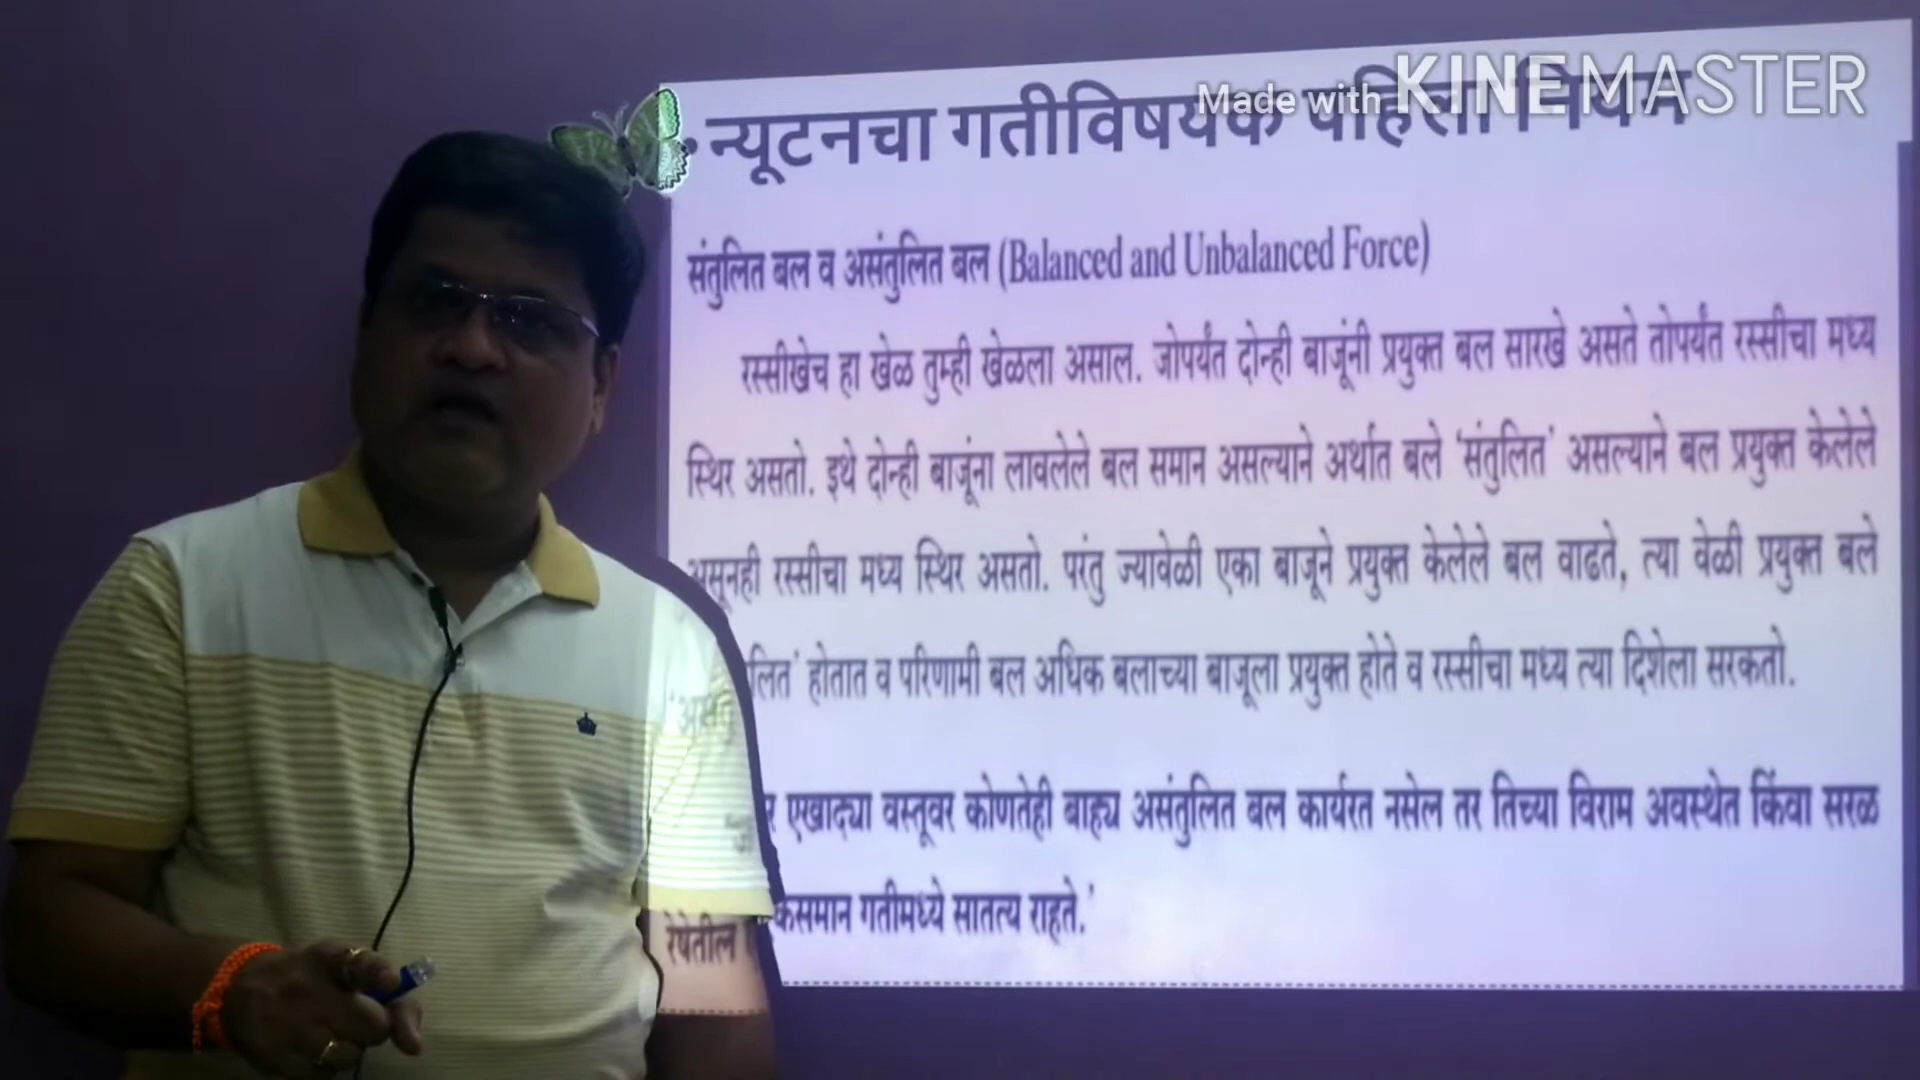 Made with KINEMASTER
• न्यूटनचा गतीविषयक पहिला नियम
संतुलित बल व असंतुलित बल (Balanced and Unbalanced Force)
रस्सीखेच हा खेळ तुम्ही खेळला असाल. जोपर्यंत दोन्ही बाजूंनी प्रयुक्त बल सारखे असते तोपर्यंत रस्सीचा मध्य
स्थिर असतो. इथे दोन्ही बाजूंना लावलेले बल समान असल्याने अर्थात बले ‘संतुलित’ असल्याने बल प्रयुक्त केलेले
असूनही रस्सीचा मध्य स्थिर असतो. परंतु ज्यावेळी एका बाजूने प्रयुक्त केलेले बल वाढते, त्या वेळी प्रयुक्त बले
लित’ होतात व परिणामी बल अधिक बलाच्या बाजूला प्रयुक्त होते व रस्सीचा मध्य त्या दिशेला सरकतो.
एखाद्या वस्तूवर कोणतेही बाह्य असंतुलित बल कार्यरत नसेल तर तिच्या विराम अवस्थेत किंवा सरळ
रेषेतील कसमान गतीमध्ये सातत्य राहते.’